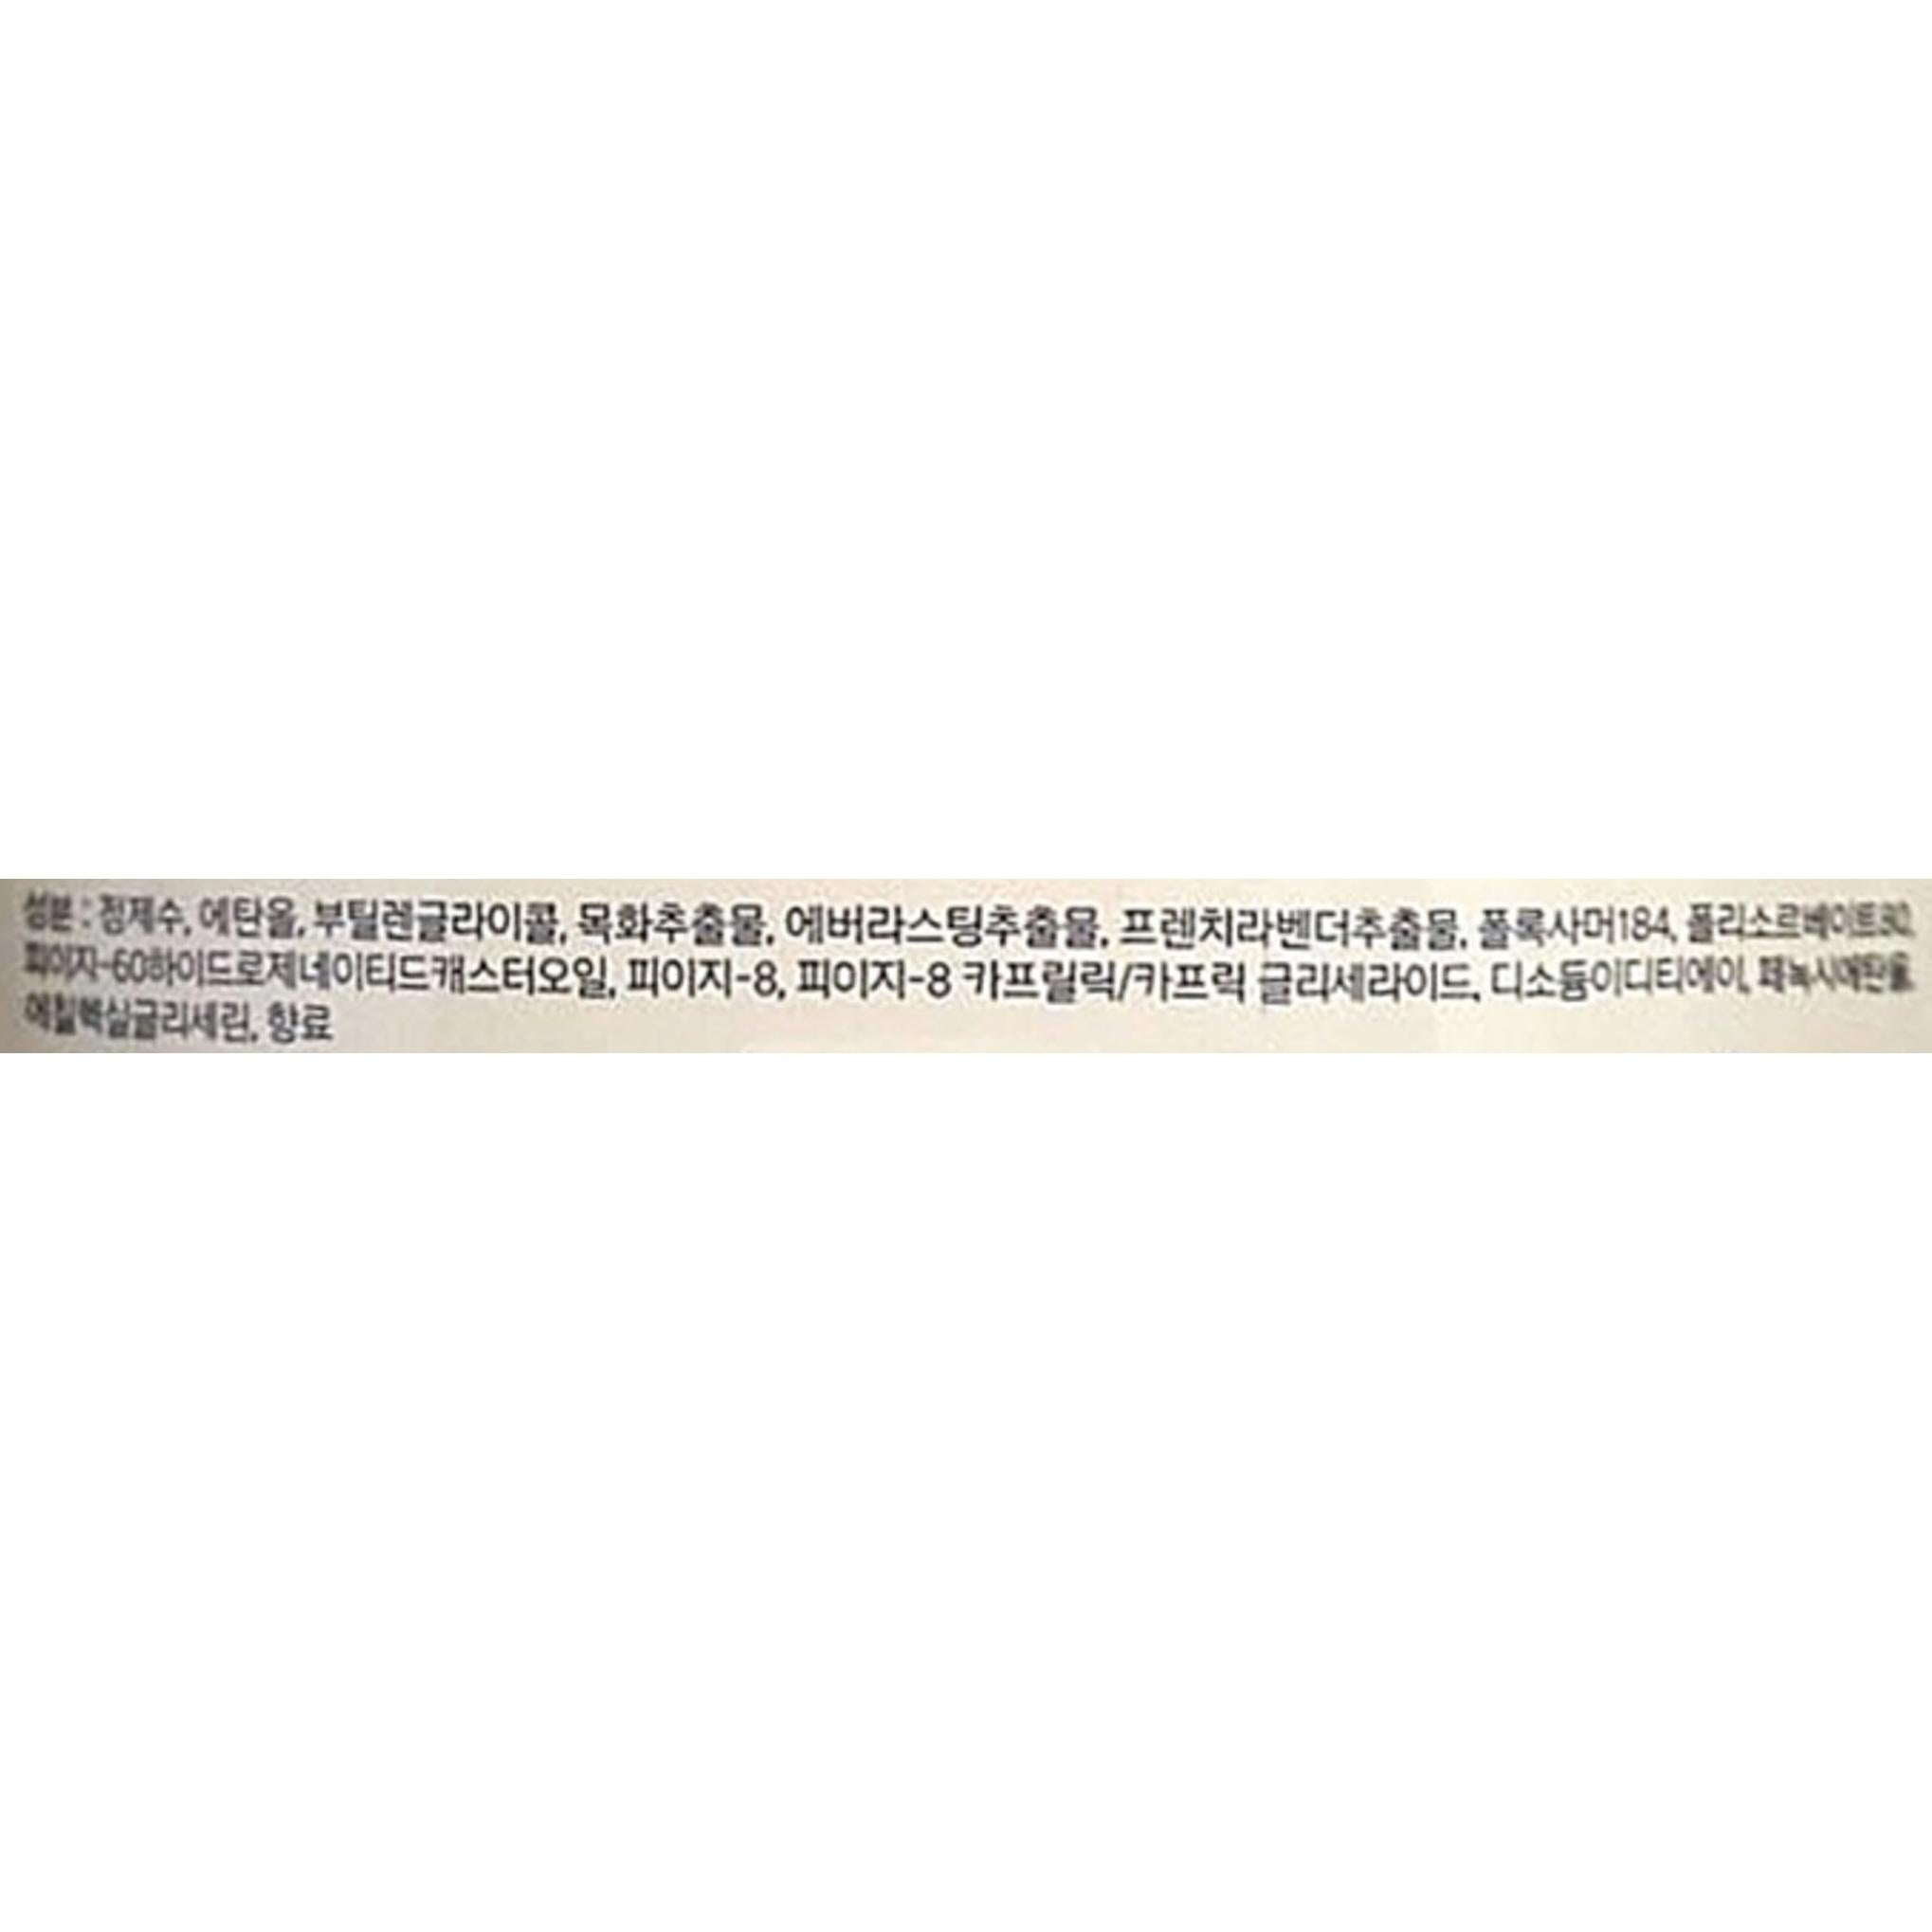 성분 : 정제수, 에탄올, 부틸렌글라이콜, 목화추출물, 에버라스팅추출물, 프렌치라벤더추출물, 폴록사머184, 폴리소르베이트80,
피이지-60하이드로제네이티드캐스터오일, 피이지-8, 피이지-8 카프릴릭/카프릭 글리세라이드, 디소듐이디티에이, 페녹시에탄올,
에칠헥실글리세린, 향료